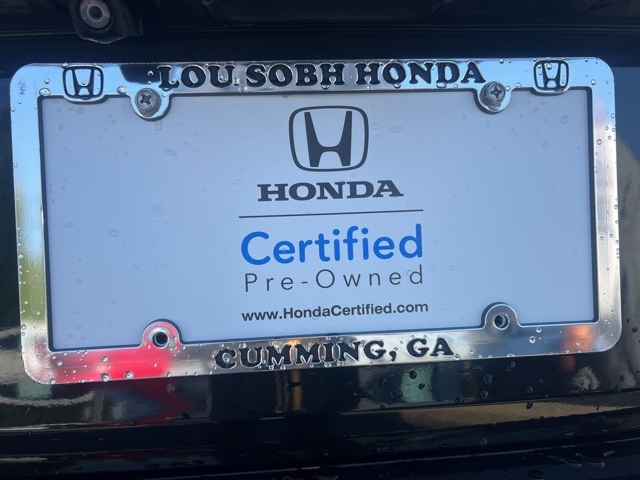 LOU SOBH HONDA
HONDA
Certified
Pre-Owned
www.HondaCertified.com
CUMMING, GA